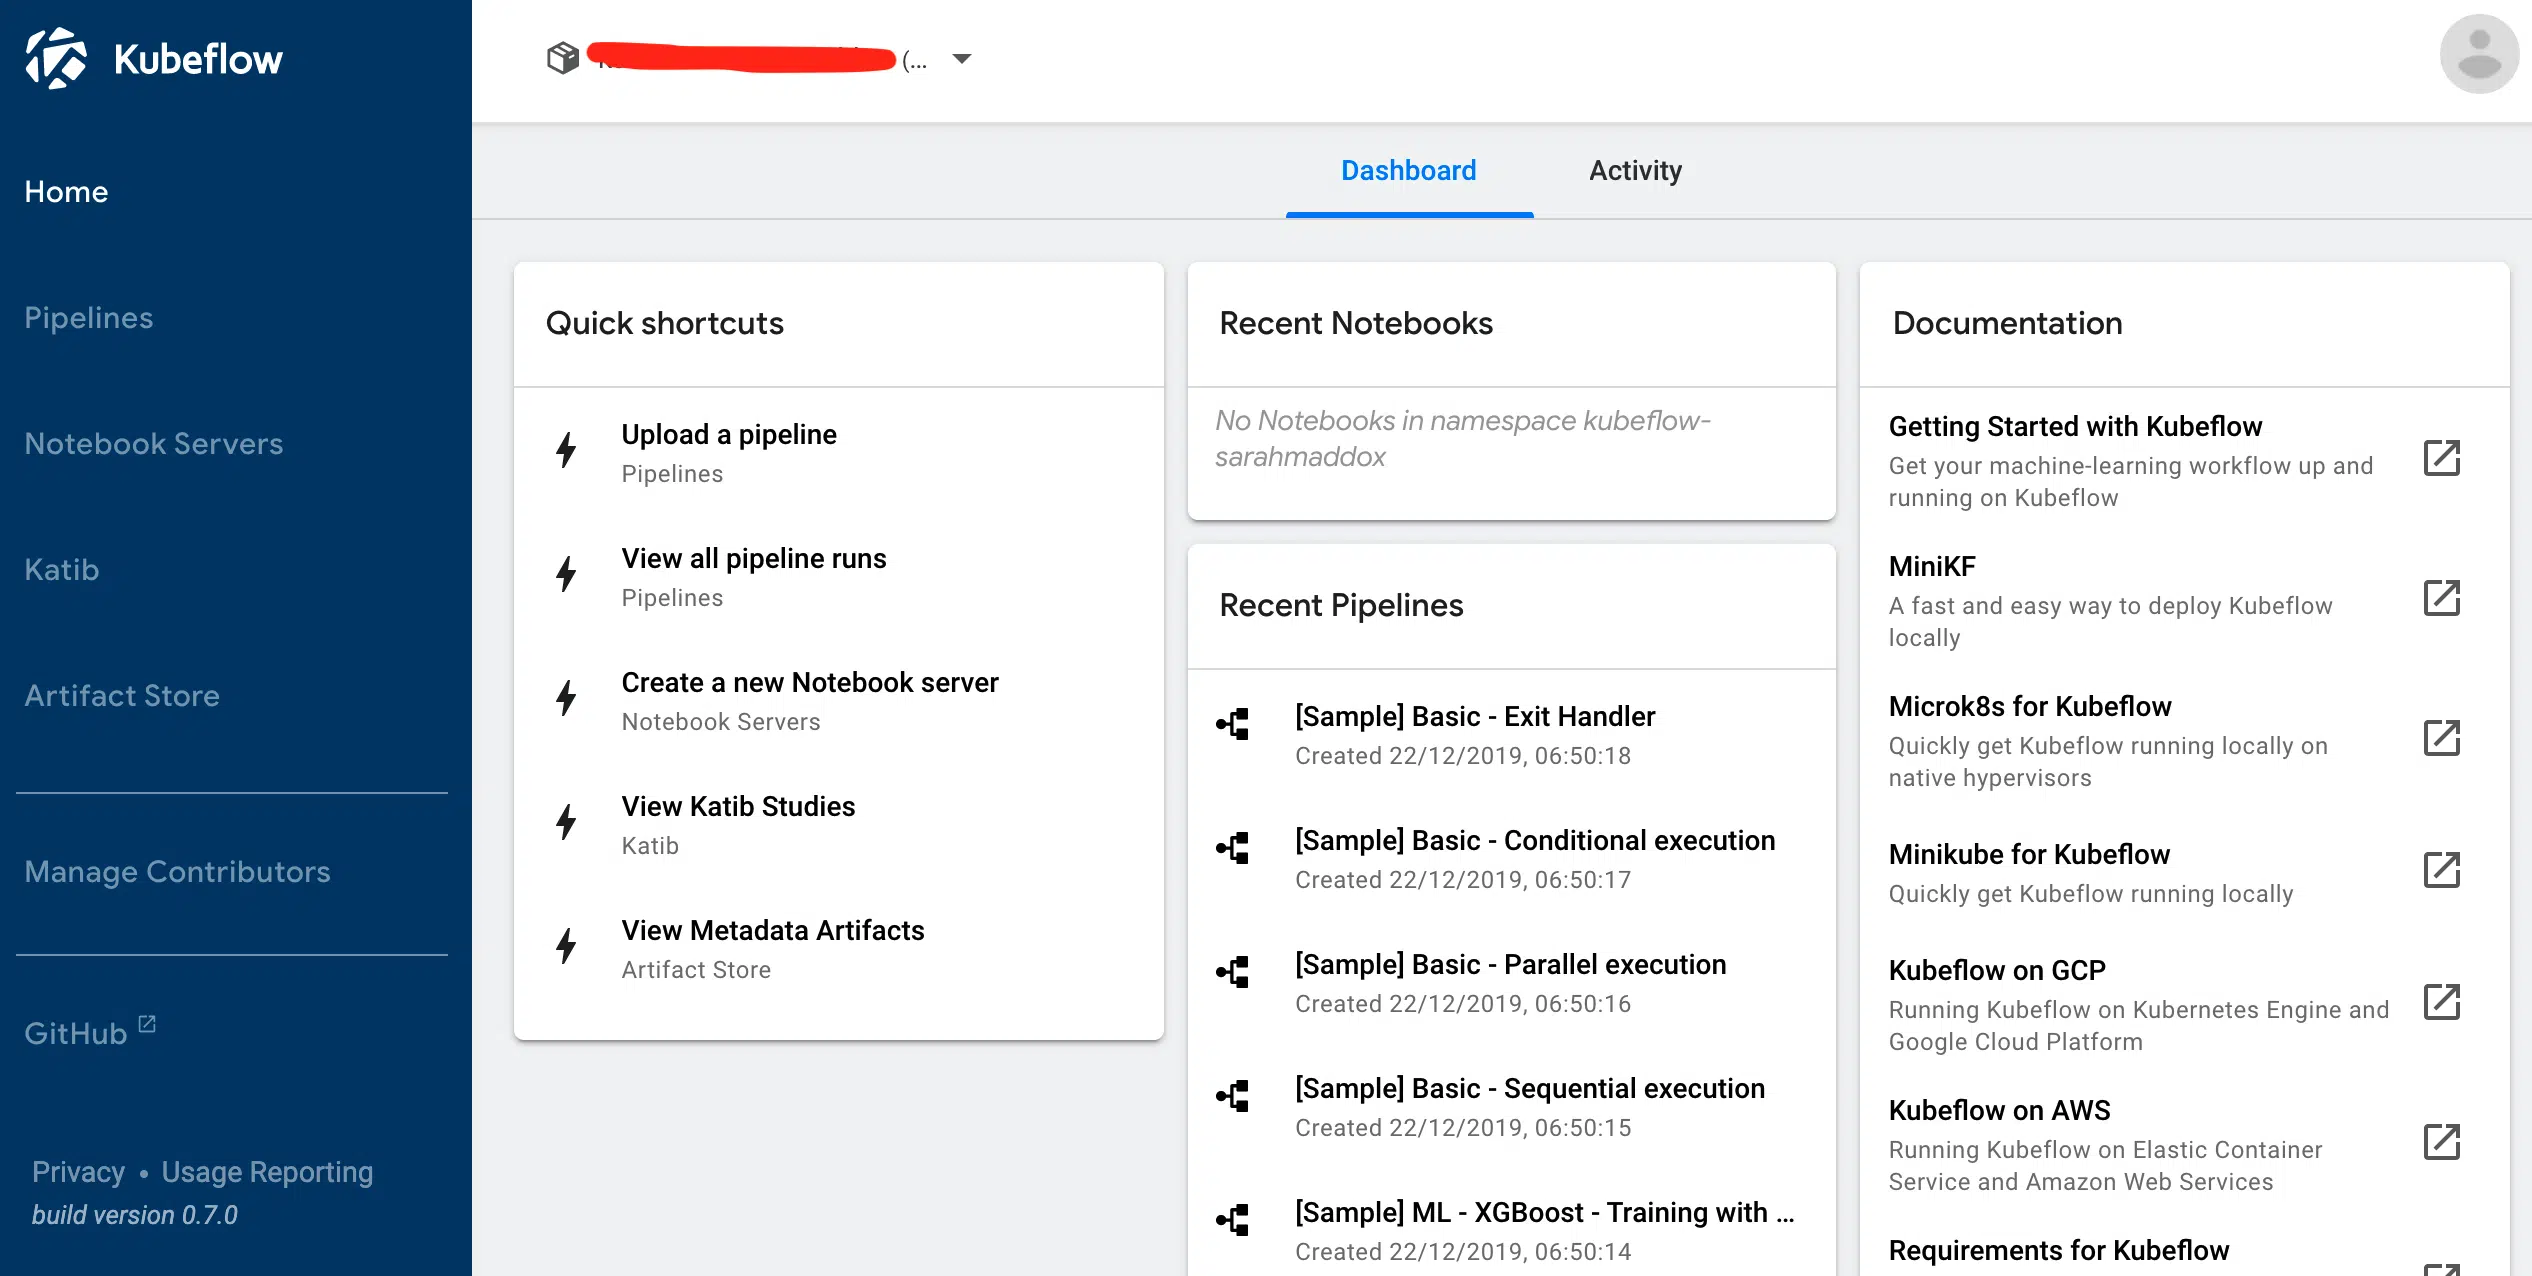 Kubeflow
Home
Pipelines
Notebook Servers
Katib
Artifact Store
Manage Contributors
GitHub
Privacy • Usage Reporting
build version 0.7.0
(...
Dashboard
Activity
Quick shortcuts
Upload a pipeline
Pipelines
View all pipeline runs
Pipelines
Create a new Notebook server
Notebook Servers
View Katib Studies
Katib
View Metadata Artifacts
Artifact Store
Recent Notebooks
No Notebooks in namespace kubeflow-
sarahmaddox
Recent Pipelines
[Sample] Basic - Exit Handler
Created 22/12/2019, 06:50:18
[Sample] Basic - Conditional execution
Created 22/12/2019, 06:50:17
[Sample] Basic - Parallel execution
Created 22/12/2019, 06:50:16
[Sample] Basic - Sequential execution
Created 22/12/2019, 06:50:15
[Sample] ML - XGBoost - Training with ...
Created 22/12/2019, 06:50:14
Documentation
Getting Started with Kubeflow
Get your machine-learning workflow up and
running on Kubeflow
MiniKF
A fast and easy way to deploy Kubeflow
locally
Microk8s for Kubeflow
Quickly get Kubeflow running locally on
native hypervisors
Minikube for Kubeflow
Quickly get Kubeflow running locally
Kubeflow on GCP
Running Kubeflow on Kubernetes Engine and
Google Cloud Platform
Kubeflow on AWS
Running Kubeflow on Elastic Container
Service and Amazon Web Services
Requirements for Kubeflow